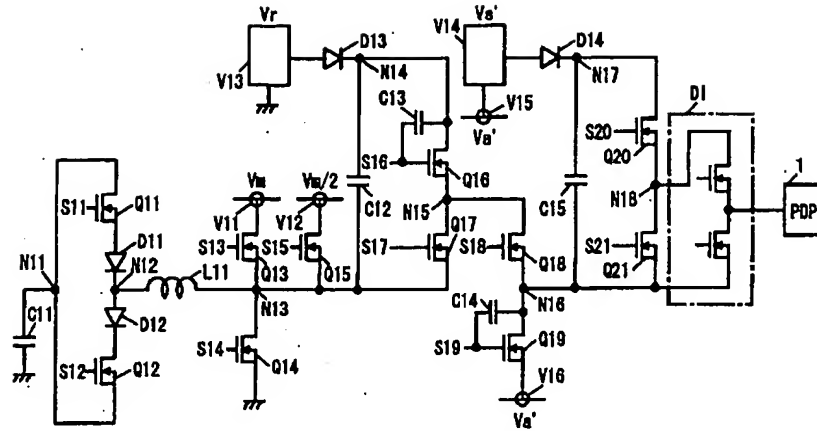 Vr
D13
V13
N14
C13
S16
Q16
C12
N15
Q17
S17
S18
Q18
Vs'
V14
D14
N17
V15
Va'
S20
Q20
DI
C15
N18
S21
Q21
1
PDP
Vm
V11
S13
Q13
Vm/2
V12
S15
Q15
S11
Q11
D11
N11
N12
L11
N13
C11
D12
S12
Q12
S14
Q14
C14
N16
S19
Q19
V16
Va'